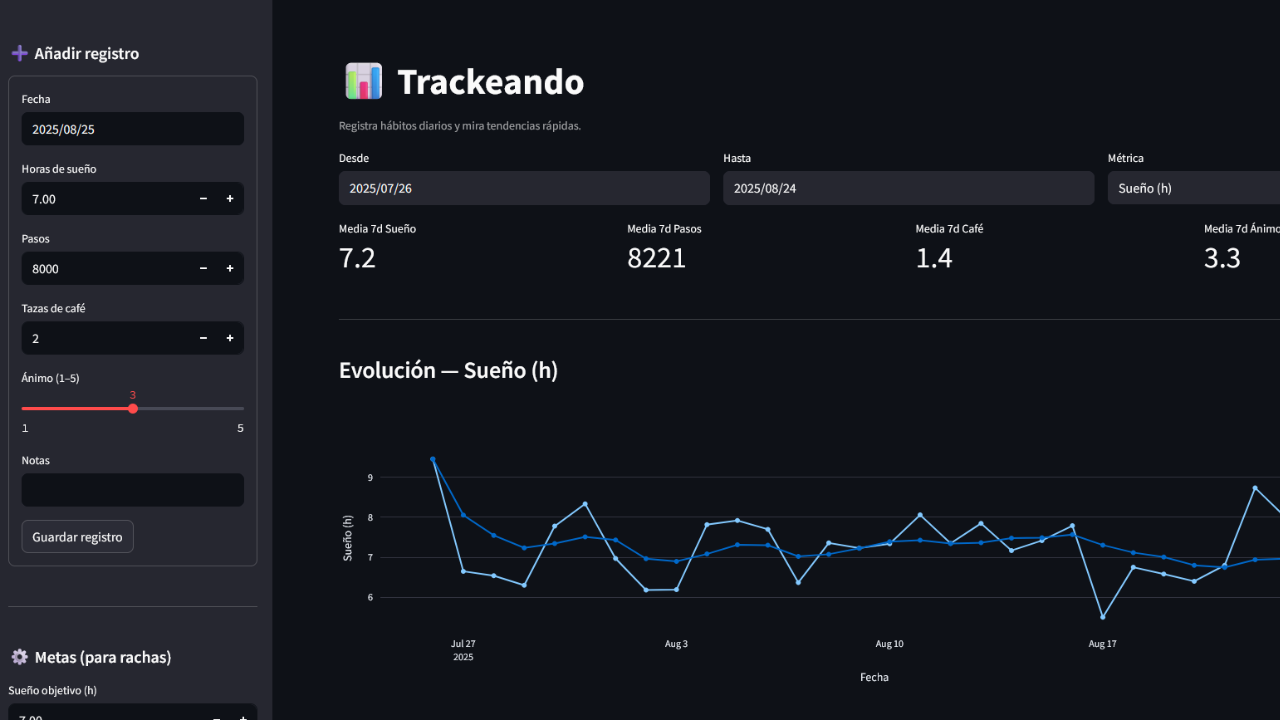 Añadir registro
Fecha
2025/08/25
Horas de sueño
7.00
Pasos
8000
Tazas de café
2
Ánimo (1–5)
3
1 5
Notas
Guardar registro
Metas (para rachas)
Sueño objetivo (h)
7.00
Trackeando
Registra hábitos diarios y mira tendencias rápidas.
Desde Hasta Métrica
2025/07/26 2025/08/24 Sueño (h)
Media 7d Sueño Media 7d Pasos Media 7d Café Media 7d Ánimo
7.2 8221 1.4 3.3
Evolución — Sueño (h)
Sueño (h)
9
8
7
6
Jul 27 Aug 3 Aug 10 Aug 17
2025
Fecha